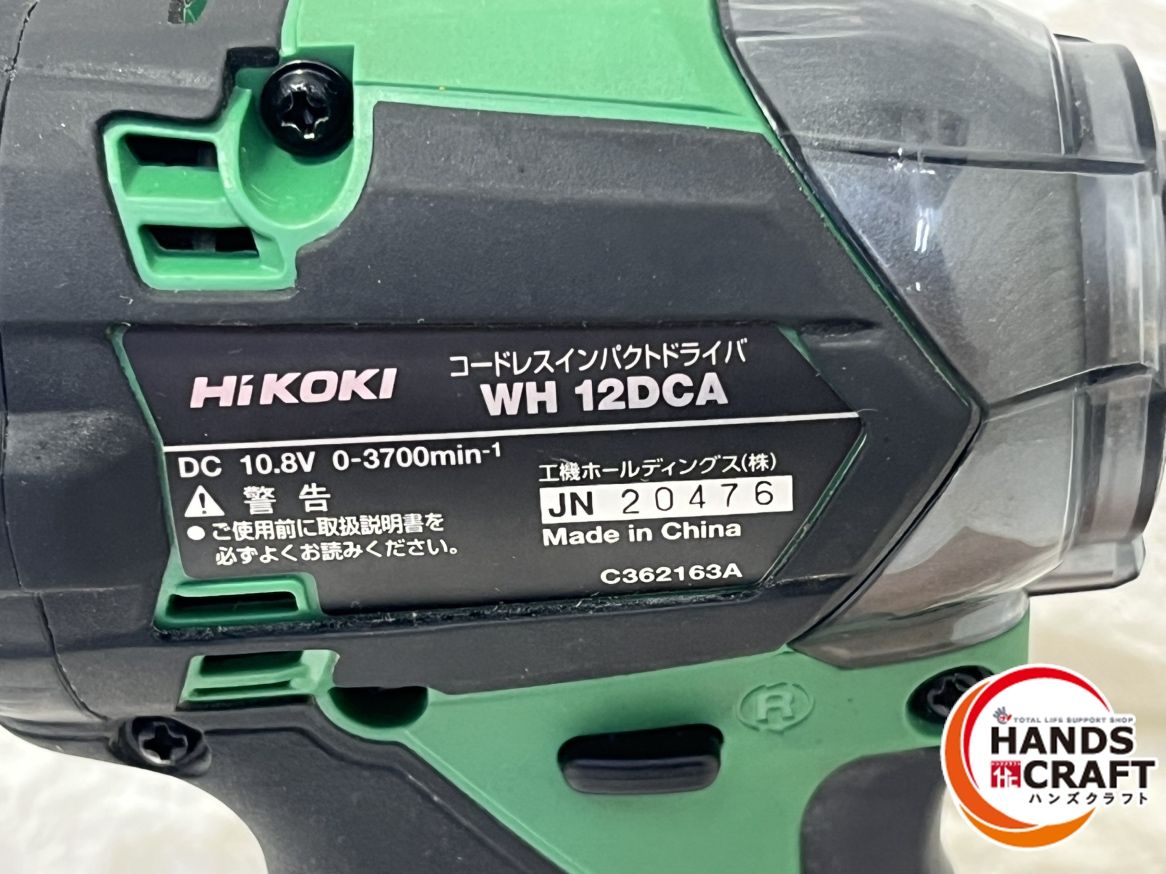 HiKOKI
コードレスインパクトドライバ
WH 12DCA
DC 10.8V 0-3700min-1
警告
●ご使用前に取扱説明書を
必ずよくお読みください。
工機ホールディングス(株)
JN 20476
Made in China
C362163A
R
TOTAL LIFE SUPPORT SHOP
HANDS
CRAFT
ハンズクラフト